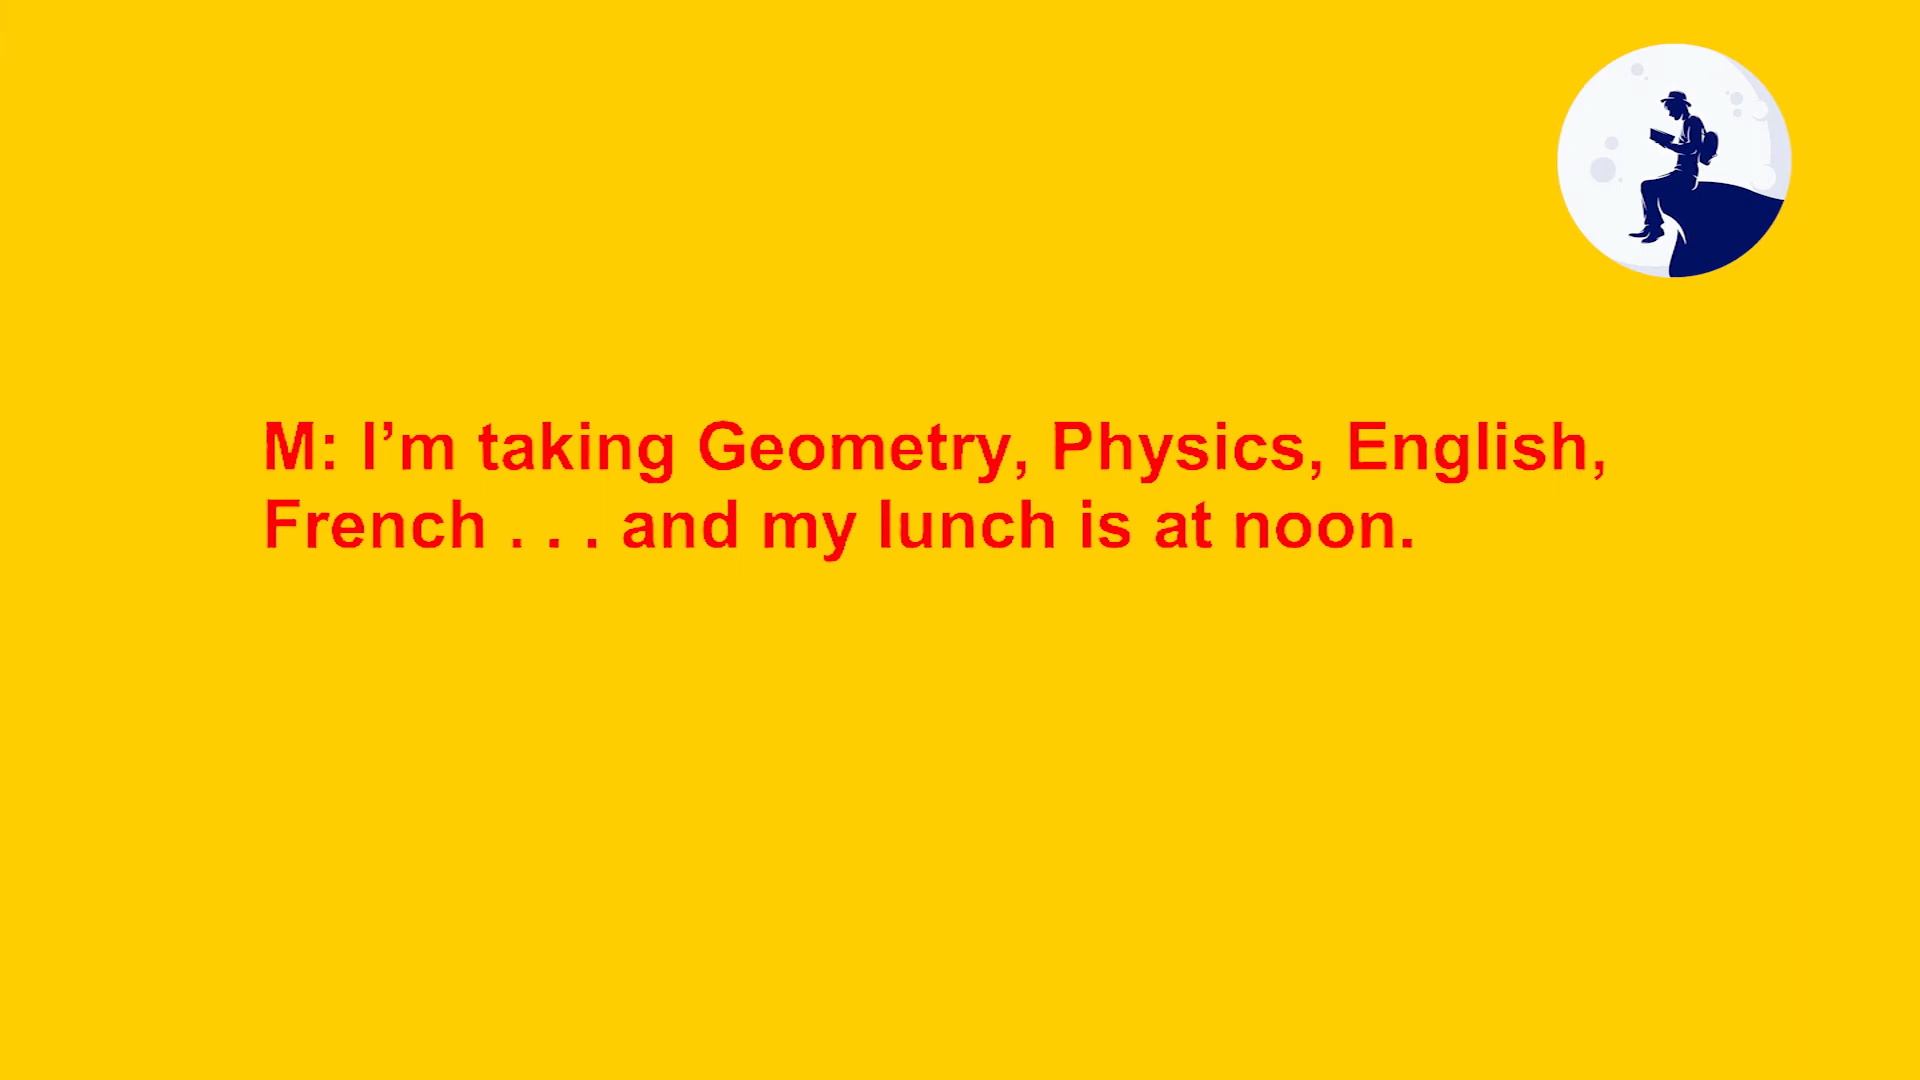 M: I’m taking Geometry, Physics, English,
French . . . and my lunch is at noon.